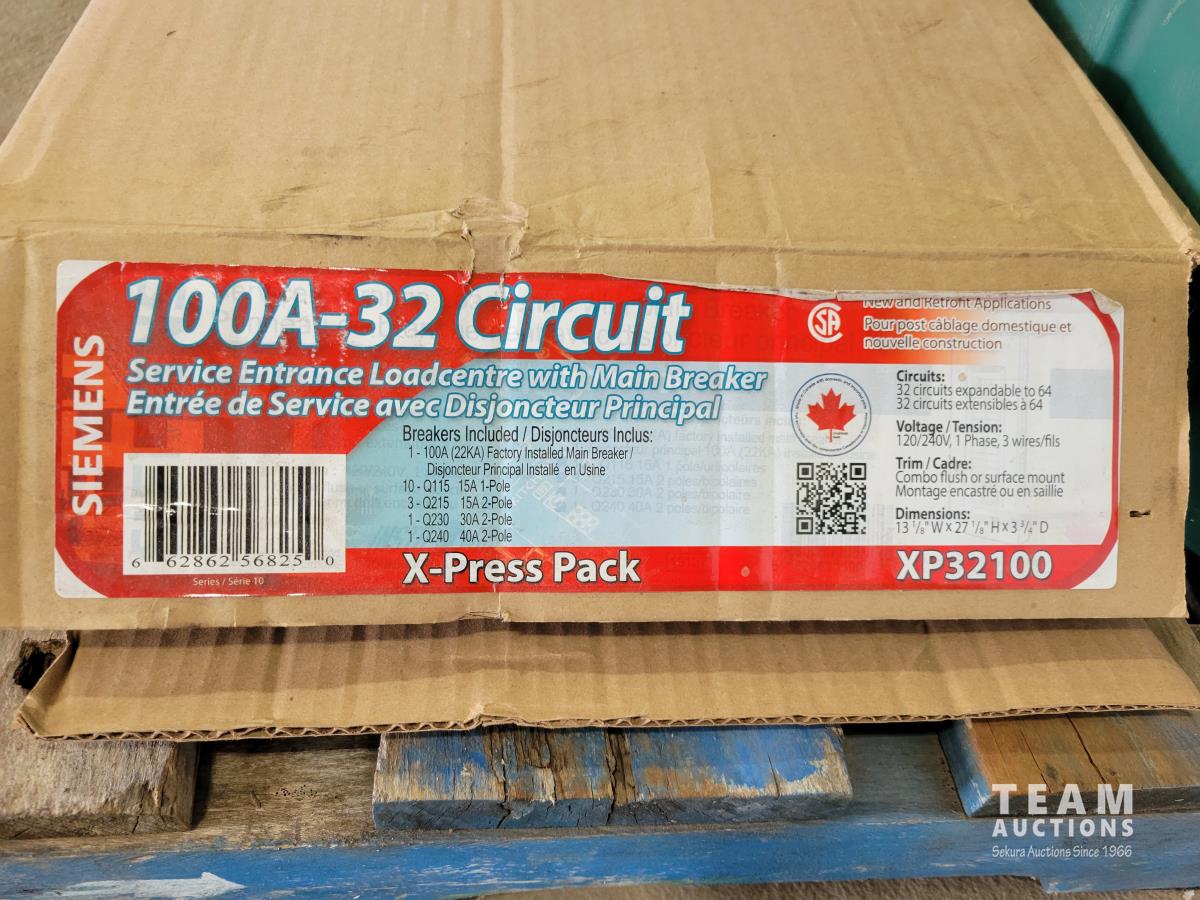 SIEMENS
100A-32 Circuit
Service Entrance Loadcentre with Main Breaker
Entrée de Service avec Disjoncteur Principal
Breakers Included / Disjoncteurs Inclus:
1 - 100A (22KA) Factory Installed Main Breaker /
Disjoncteur Principal Installé en Usine
10 - Q115 15A 1-Pole
3 - Q215 15A 2-Pole
1 - Q230 30A 2-Pole
1 - Q240 40A 2-Pole
6 62862 56825 0
Series / Série 10
X-Press Pack
New and Retrofit Applications
Pour post câblage domestique et
nouvelle construction
Circuits:
32 circuits expandable to 64
32 circuits extensibles à 64
Voltage / Tension:
120/240V, 1 Phase, 3 wires/fils
Trim / Cadre:
Combo flush or surface mount
Montage encastré ou en saillie
Dimensions:
13 1/8" W X 27 1/8" H X 3 3/4" D
XP32100
TEAM
AUCTIONS
Sekura Auctions Since 1966